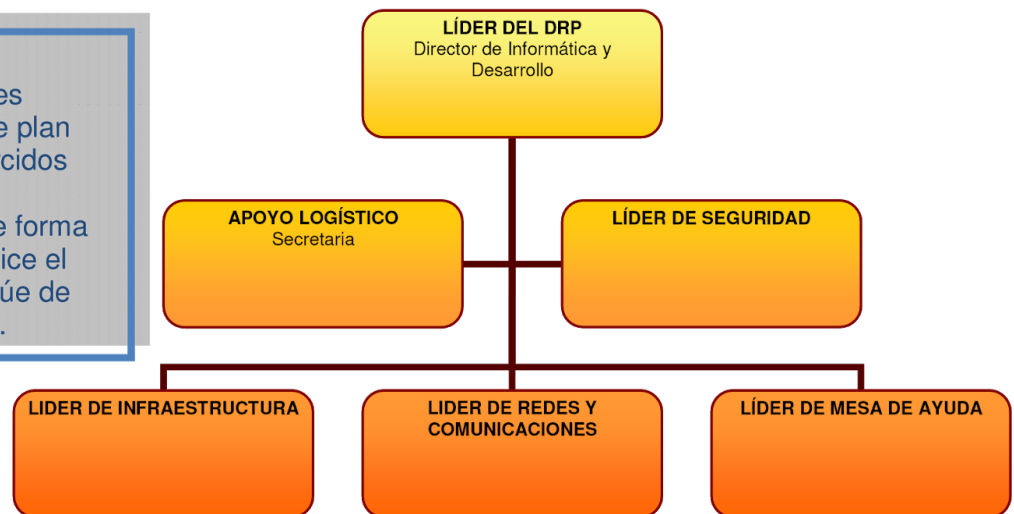 es
e plan
cidos
e forma
ice el
úe de
.
LÍDER DEL DRP
Director de Informática y
Desarrollo
APOYO LOGÍSTICO
Secretaria
LÍDER DE SEGURIDAD
LIDER DE INFRAESTRUCTURA
LIDER DE REDES Y
COMUNICACIONES
LÍDER DE MESA DE AYUDA